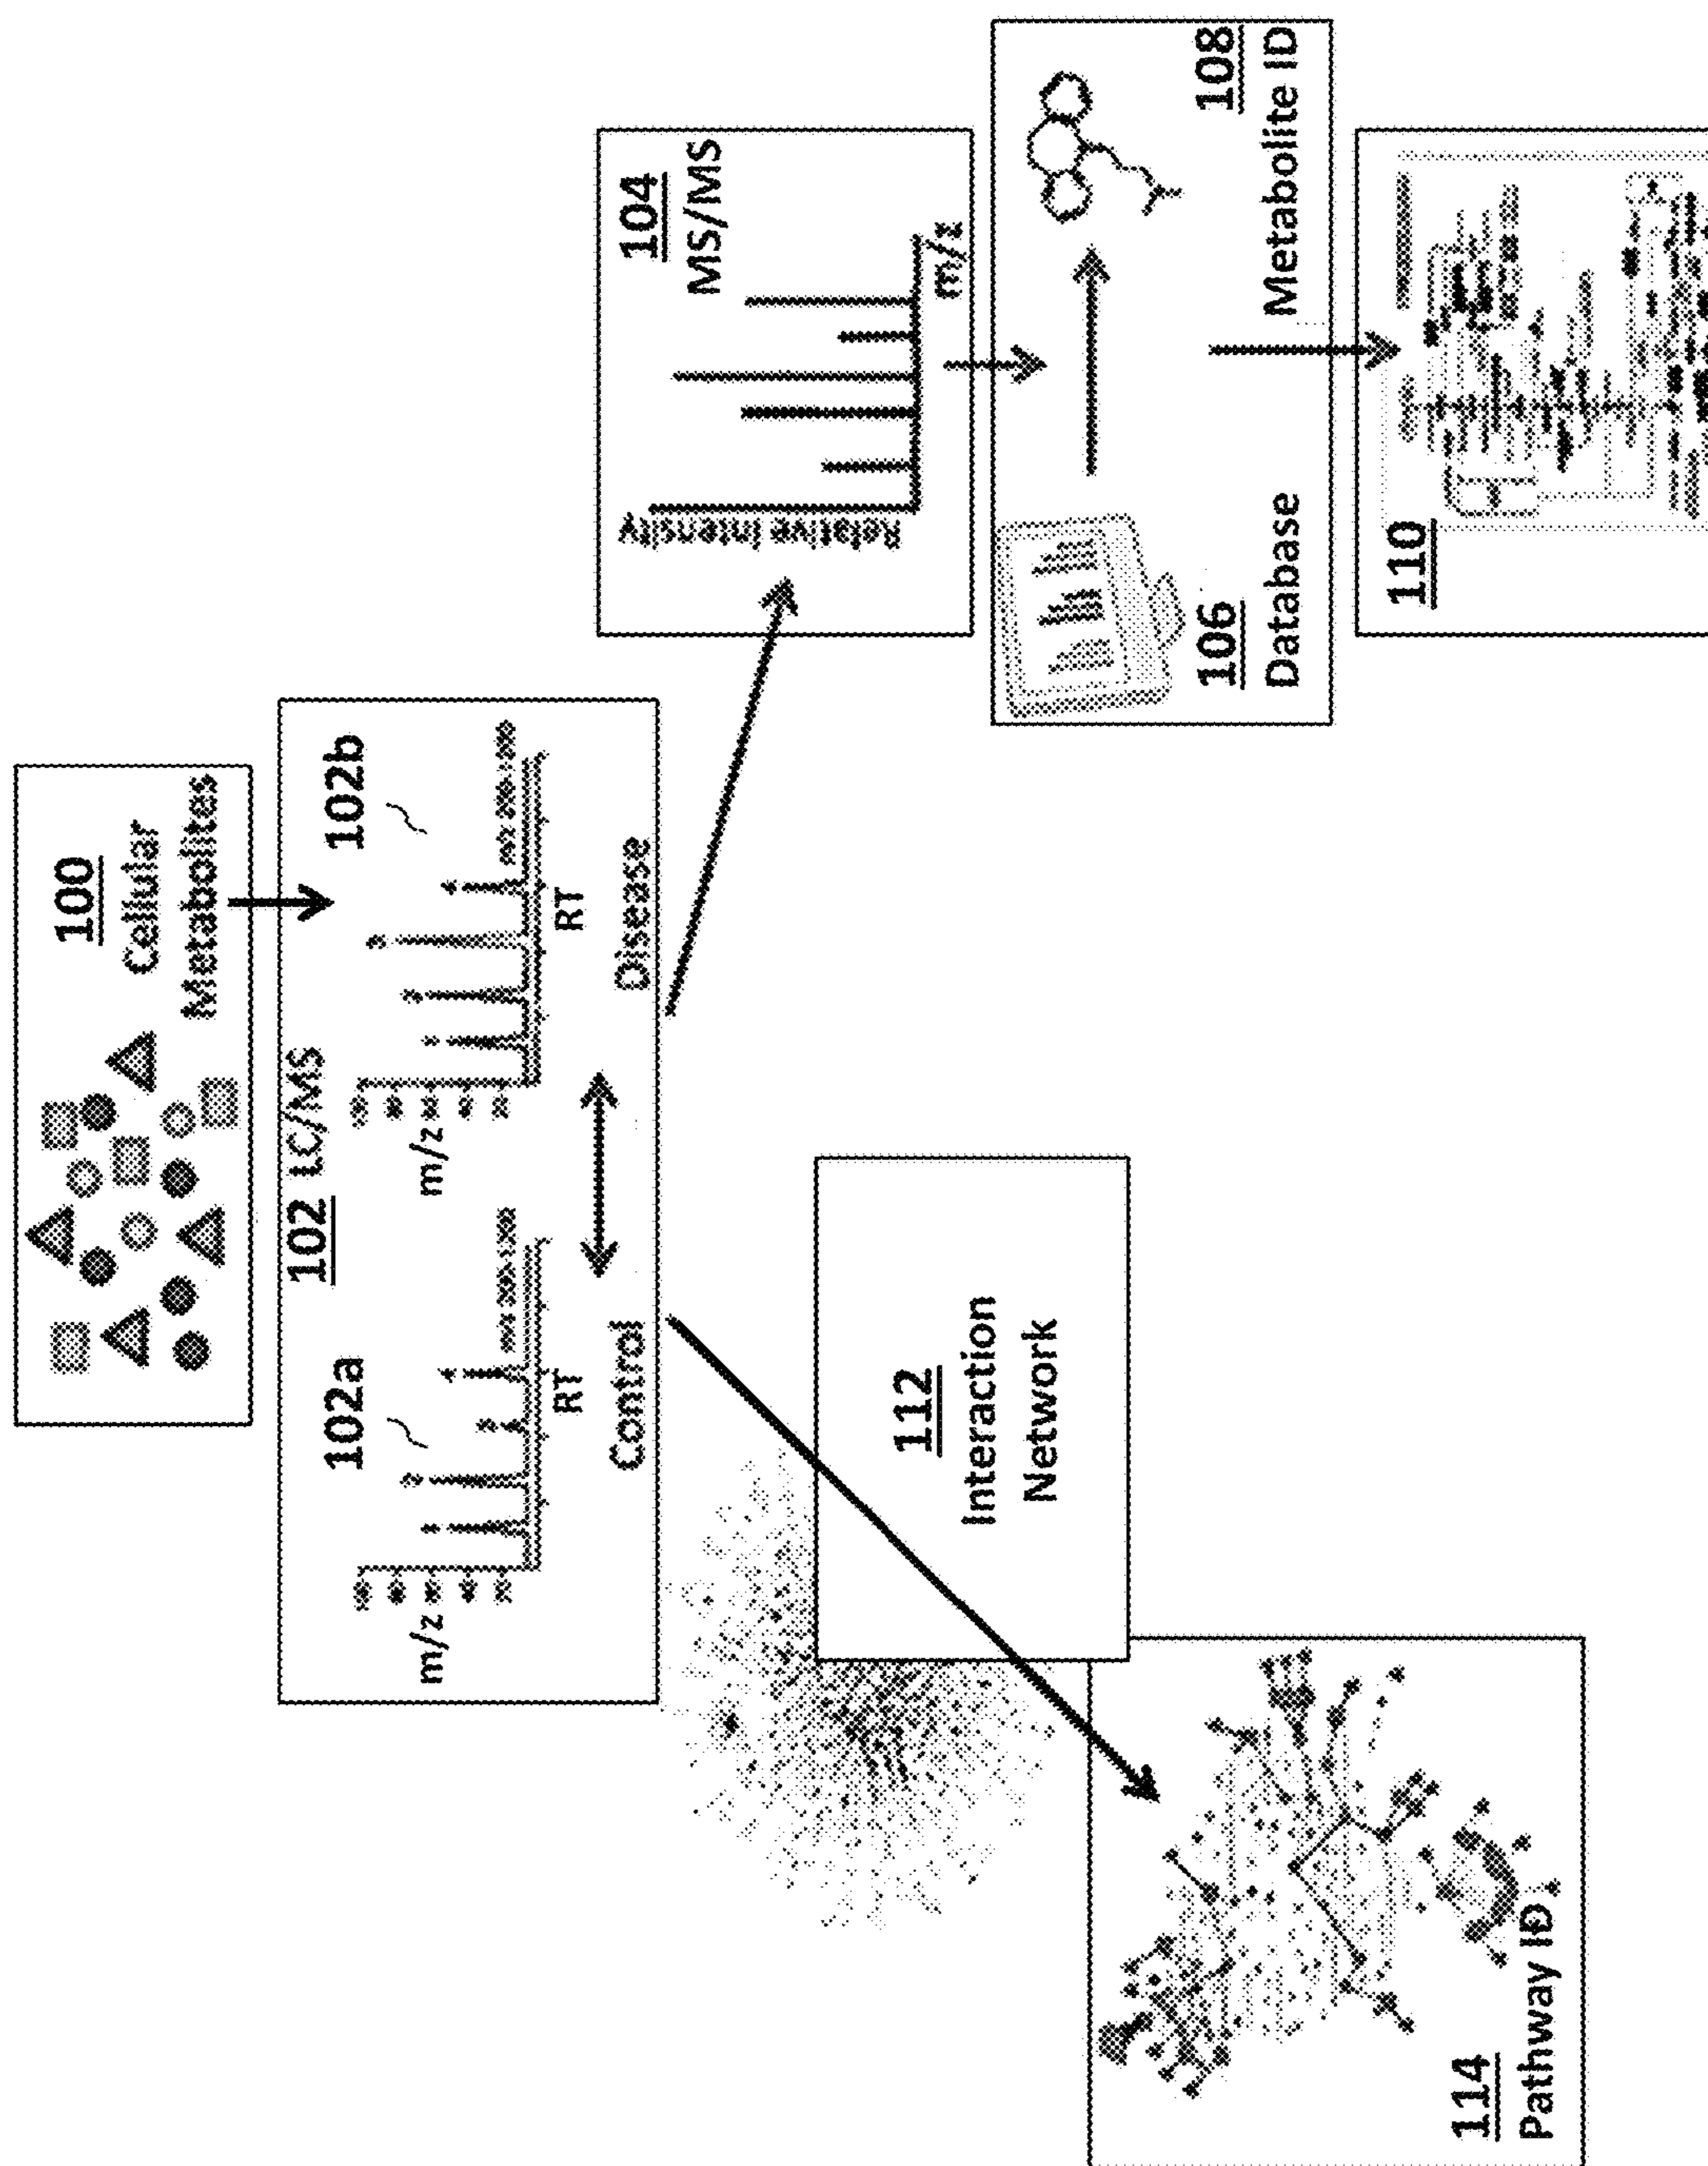 100
Cellular
Metabolites
102 LC/MS
102a
102b
m/z
RT
m/z
RT
Control
Disease
104
MS/MS
Relative Intensity
m/z
106
Database
108
Metabolite ID
110
112
Interaction
Network
114
Pathway ID